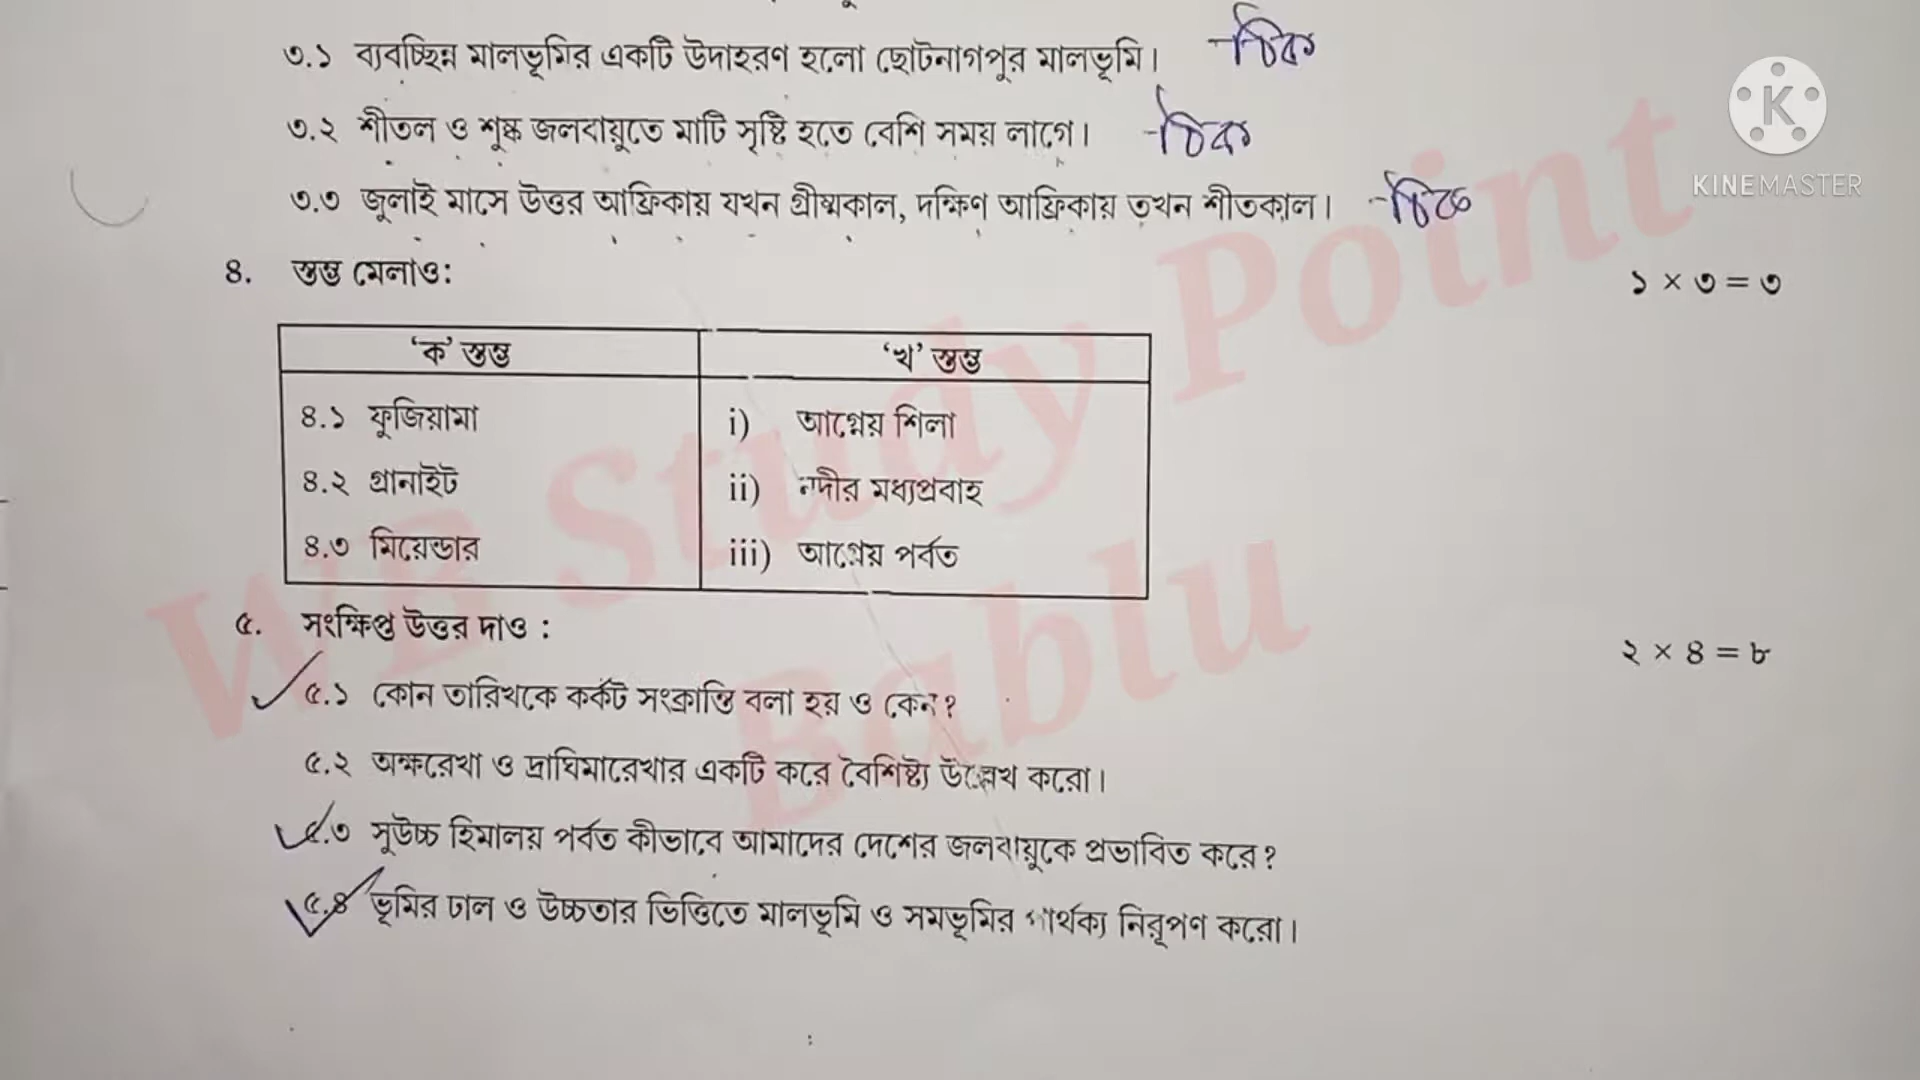 ৩.১ ব্যবচ্ছিন্ন মালভূমির একটি উদাহরণ হলো ছোটনাগপুর মালভূমি। -ঠিক
৩.২ শীতল ও শুষ্ক জলবায়ুতে মাটি সৃষ্টি হতে বেশি সময় লাগে। -ঠিক
৩.৩ জুলাই মাসে উত্তর আফ্রিকায় যখন গ্রীষ্মকাল, দক্ষিণ আফ্রিকায় তখন শীতকাল। -ঠিক
K
KINEMASTER
৪. স্তম্ভ মেলাও: ১ × ৩ = ৩
‘ক’ স্তম্ভ ‘খ’ স্তম্ভ
৪.১ ফুজিয়ামা i) আগ্নেয় শিলা
৪.২ গ্রানাইট ii) নদীর মধ্যপ্রবাহ
৪.৩ মিয়েন্ডার iii) আগ্নেয় পর্বত
৫. সংক্ষিপ্ত উত্তর দাও : ২ × ৪ = ৮
৫.১ কোন তারিখকে কর্কট সংক্রান্তি বলা হয় ও কেন?
৫.২ অক্ষরেখা ও দ্রাঘিমারেখার একটি করে বৈশিষ্ট্য উল্লেখ করো।
৫.৩ সুউচ্চ হিমালয় পর্বত কীভাবে আমাদের দেশের জলবায়ুকে প্রভাবিত করে?
৫.৪ ভূমির ঢাল ও উচ্চতার ভিত্তিতে মালভূমি ও সমভূমির পার্থক্য নিরূপণ করো।
WB Study Point
Bablu